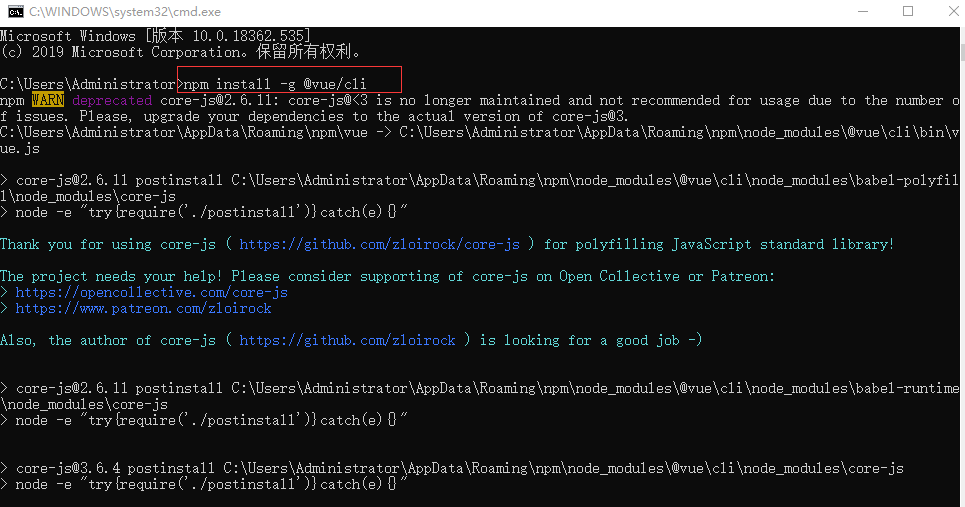 C:\WINDOWS\system32\cmd.exe
Microsoft Windows [版本 10.0.18362.535]
(c) 2019 Microsoft Corporation。保留所有权利。
C:\Users\Administrator>npm install -g @vue/cli
npm WARN deprecated core-js@2.6.11: core-js@<3 is no longer maintained and not recommended for usage due to the number o
f issues. Please, upgrade your dependencies to the actual version of core-js@3.
C:\Users\Administrator\AppData\Roaming\npm\vue -> C:\Users\Administrator\AppData\Roaming\npm\node_modules\@vue\cli\bin\v
ue.js
> core-js@2.6.11 postinstall C:\Users\Administrator\AppData\Roaming\npm\node_modules\@vue\cli\node_modules\babel-polyfil
l\node_modules\core-js
> node -e "try{require('./postinstall')}catch(e){}"
Thank you for using core-js ( https://github.com/zloirock/core-js ) for polyfilling JavaScript standard library!
The project needs your help! Please consider supporting of core-js on Open Collective or Patreon:
> https://opencollective.com/core-js
> https://www.patreon.com/zloirock
Also, the author of core-js ( https://github.com/zloirock ) is looking for a good job -)
> core-js@2.6.11 postinstall C:\Users\Administrator\AppData\Roaming\npm\node_modules\@vue\cli\node_modules\babel-runtime
\node_modules\core-js
> node -e "try{require('./postinstall')}catch(e){}"
> core-js@3.6.4 postinstall C:\Users\Administrator\AppData\Roaming\npm\node_modules\@vue\cli\node_modules\core-js
> node -e "try{require('./postinstall')}catch(e){}"